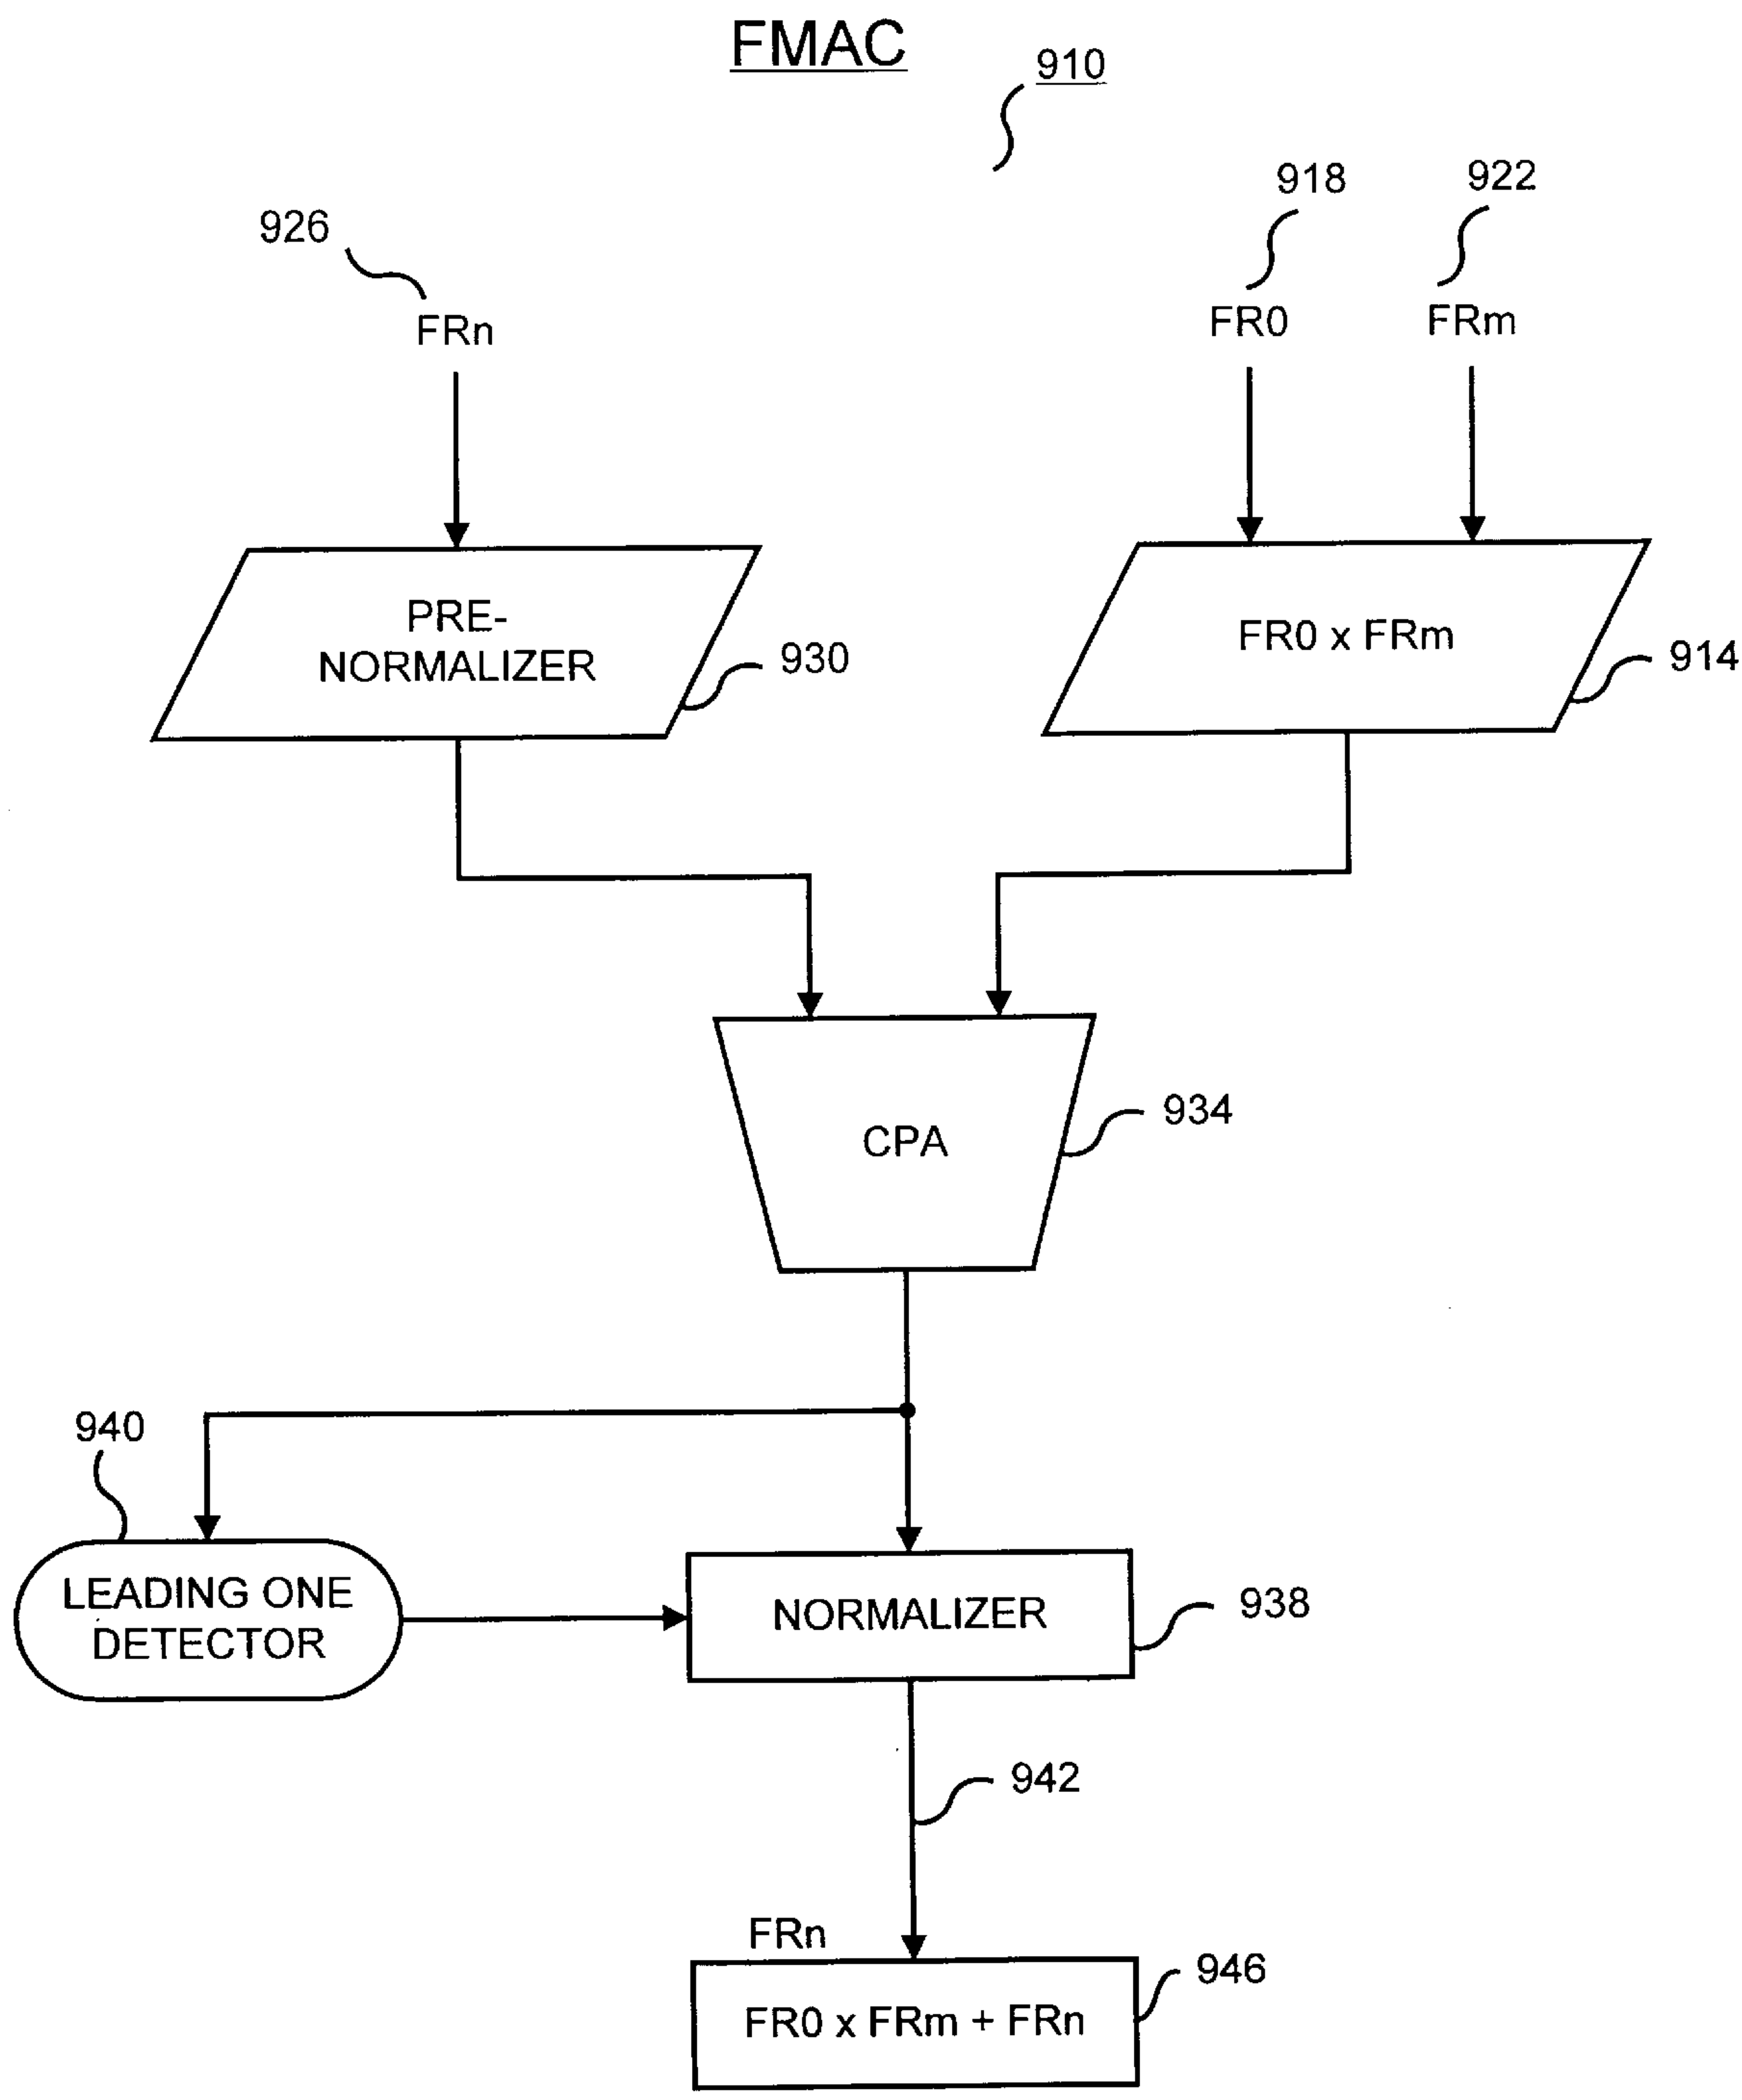 FMAC
910
918
922
926
FRn
FR0
FRm
PRE-
NORMALIZER
930
FR0 x FRm
914
CPA
934
940
LEADING ONE
DETECTOR
NORMALIZER
938
942
FRn
FR0 x FRm + FRn
946